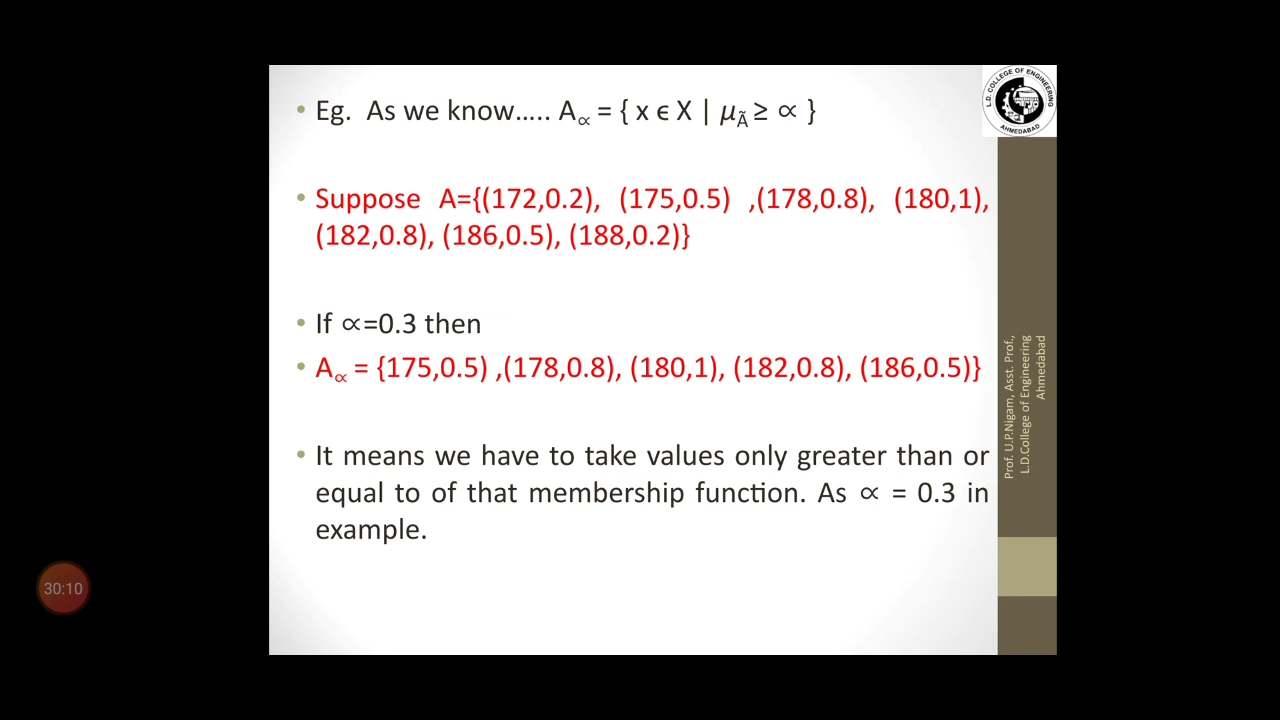 • Eg. As we know..... A∝ = { x ϵ X | μÃ ≥ ∝ }
• Suppose A={(172,0.2), (175,0.5) ,(178,0.8), (180,1),
(182,0.8), (186,0.5), (188,0.2)}
• If ∝=0.3 then
• A∝ = {175,0.5) ,(178,0.8), (180,1), (182,0.8), (186,0.5)}
• It means we have to take values only greater than or
equal to of that membership function. As ∝ = 0.3 in
example.
L.D. COLLEGE OF ENGINEERING
AHMEDABAD
Prof. U.P.Nigam, Asst. Prof.,
L.D.College of Engineering
Ahmedabad
30:10